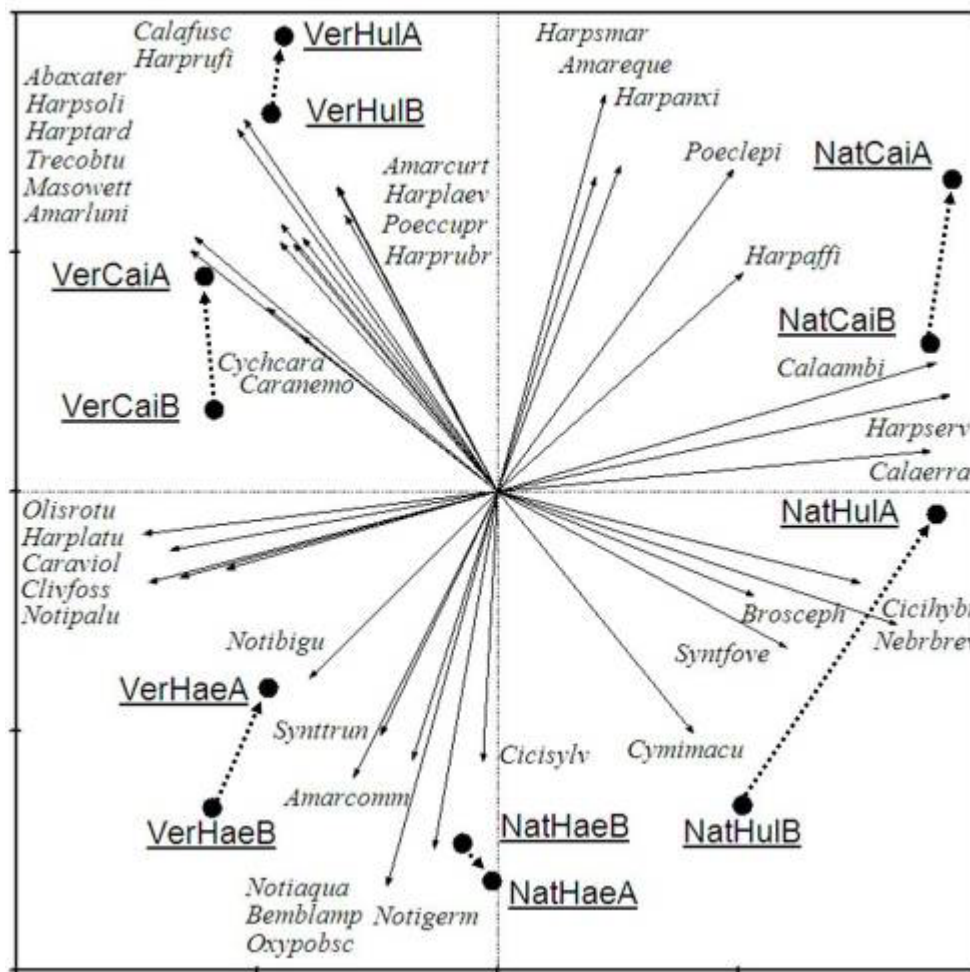 Calafusc
Harprufi
VerHulA
Harpsmar
Amareque
Harpanxi
Abaxater
Harpsoli
Harptard
Trecobtu
Masowett
Amarluni
VerHulB
Amarcurt
Harplaev
Poeccupr
Harprubr
Poeclepi
NatCaiA
Harpaffi
VerCaiA
NatCaiB
Cychcara
Caranemo
Calaambi
VerCaiB
Harpserv
Calaerra
Olisrotu
Harplatu
Caraviol
Clivfoss
Notipalu
NatHulA
Brosceph
Cicihybr
Nebrbrev
Notibigu
Syntfove
VerHaeA
Synttrun
Cicisylv
Cymimacu
Amarcomm
VerHaeB
NatHaeB
NatHulB
NatHaeA
Notiaqua
Bemblamp
Oxypobsc
Notigerm